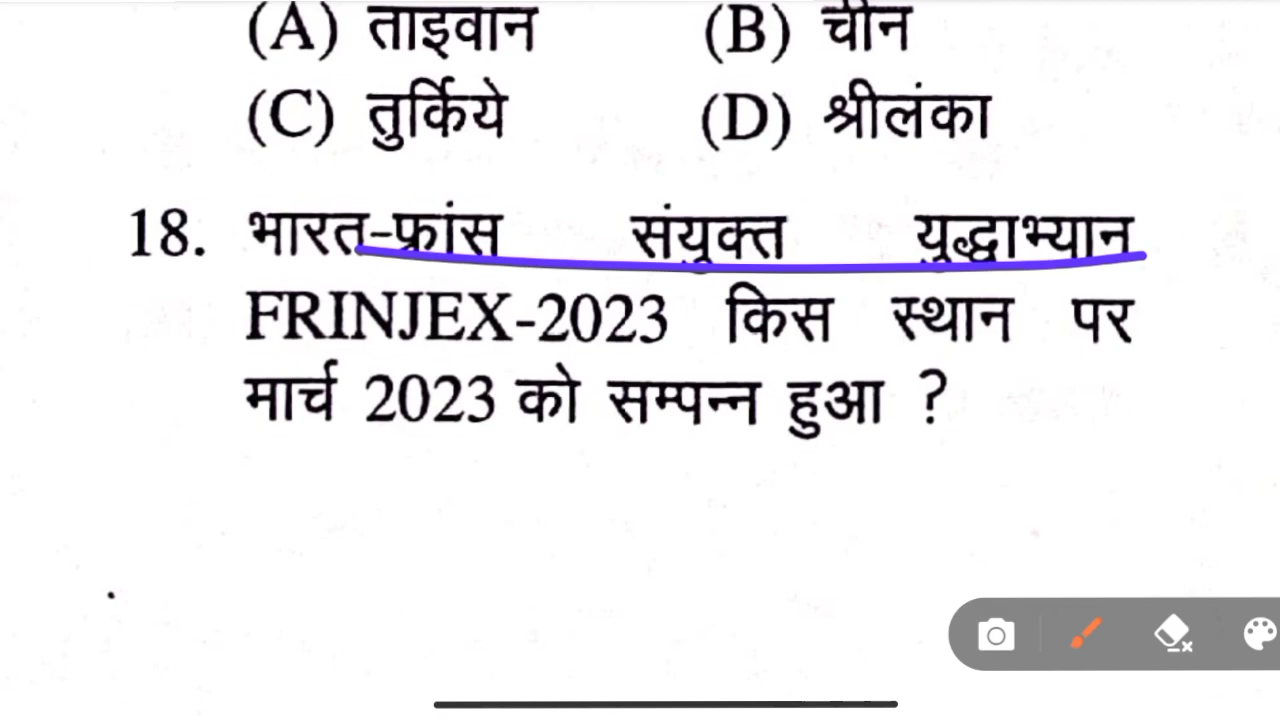 (A) ताइवान (B) चीन
(C) तुर्किये (D) श्रीलंका
18. भारत-फ्रांस संयुक्त युद्धाभ्यान
FRINJEX-2023 किस स्थान पर
मार्च 2023 को सम्पन्न हुआ ?